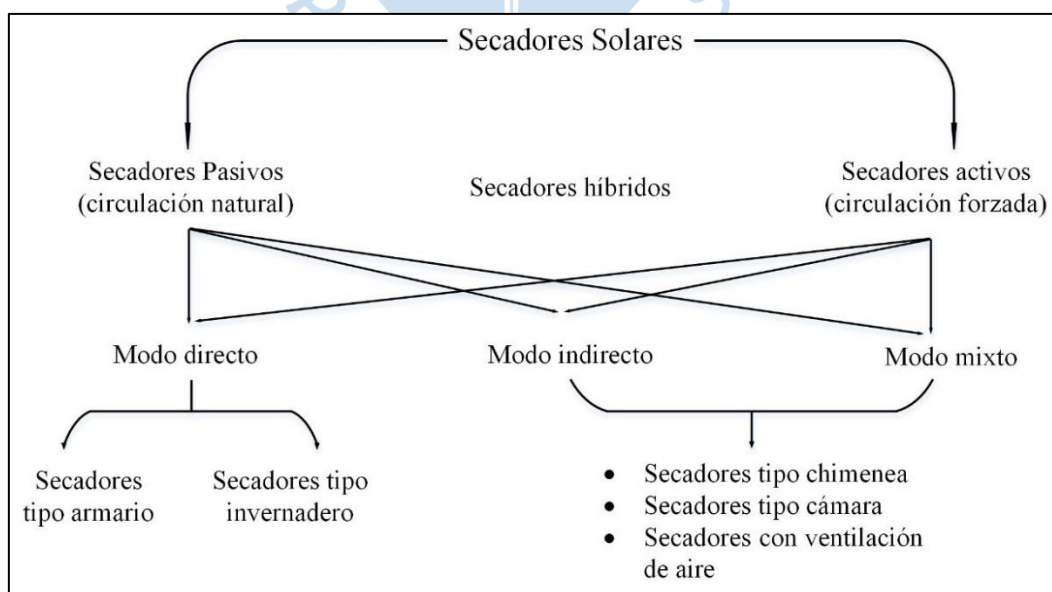 Secadores Solares
Secadores Pasivos
(circulación natural)
Secadores híbridos
Secadores activos
(circulación forzada)
Modo directo
Modo indirecto
Modo mixto
Secadores
tipo armario
Secadores tipo
invernadero
• Secadores tipo chimenea
• Secadores tipo cámara
• Secadores con ventilación
de aire